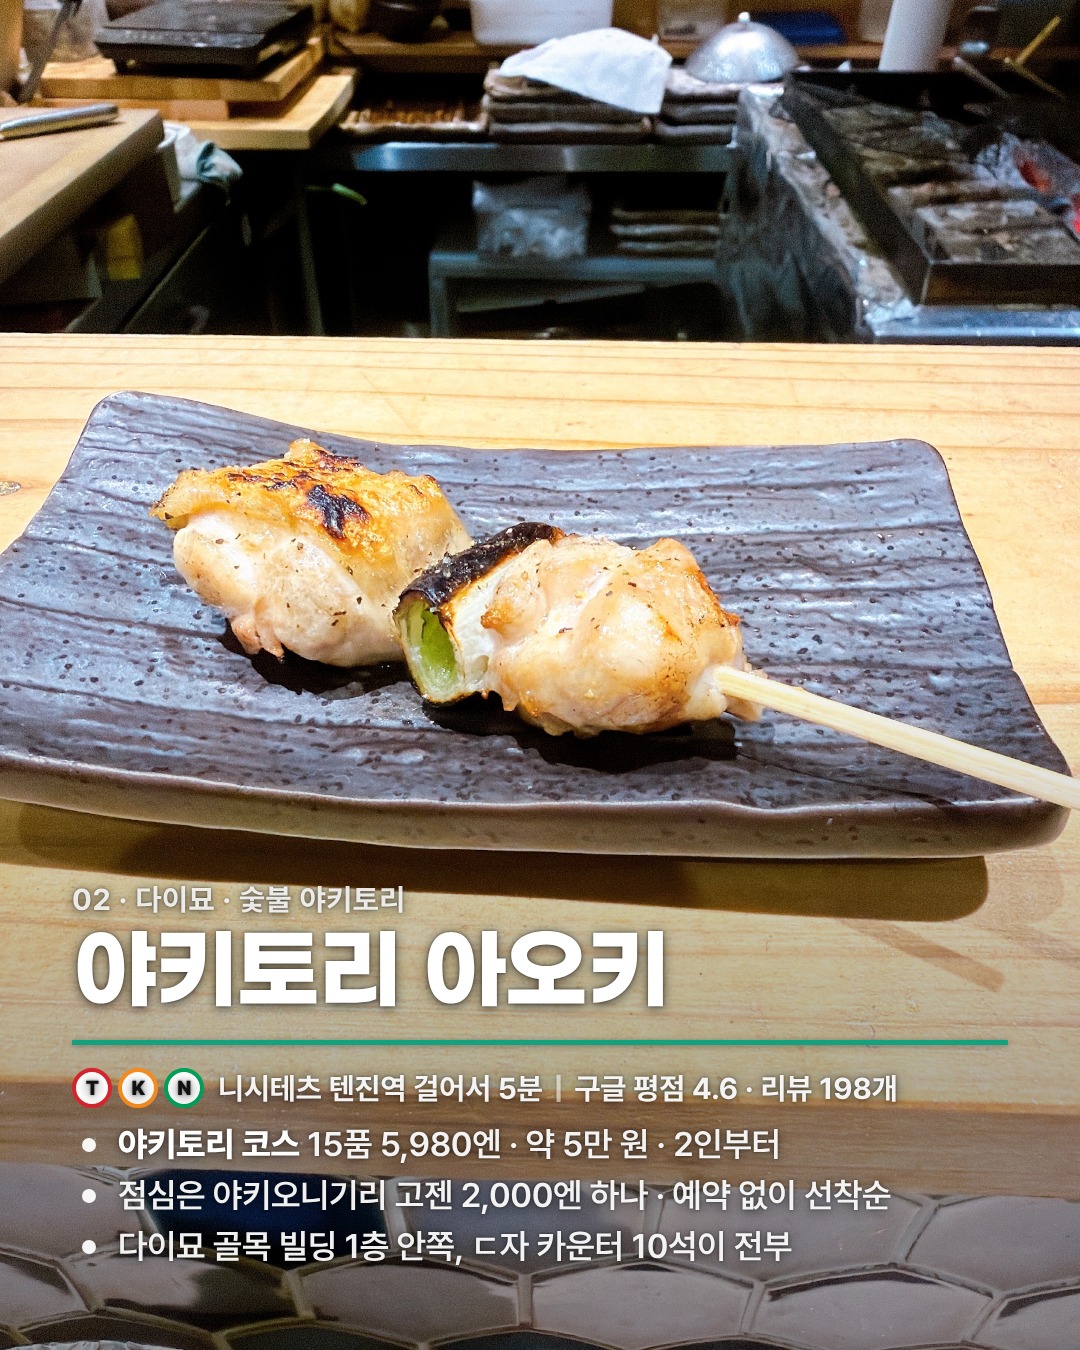 02 · 다이묘 · 숯불 야키토리
야키토리 아오키
T K N 니시테츠 텐진역 걸어서 5분 | 구글 평점 4.6 · 리뷰 198개
• 야키토리 코스 15품 5,980엔 · 약 5만 원 · 2인부터
• 점심은 야키오니기리 고젠 2,000엔 하나 · 예약 없이 선착순
• 다이묘 골목 빌딩 1층 안쪽, ㄷ자 카운터 10석이 전부